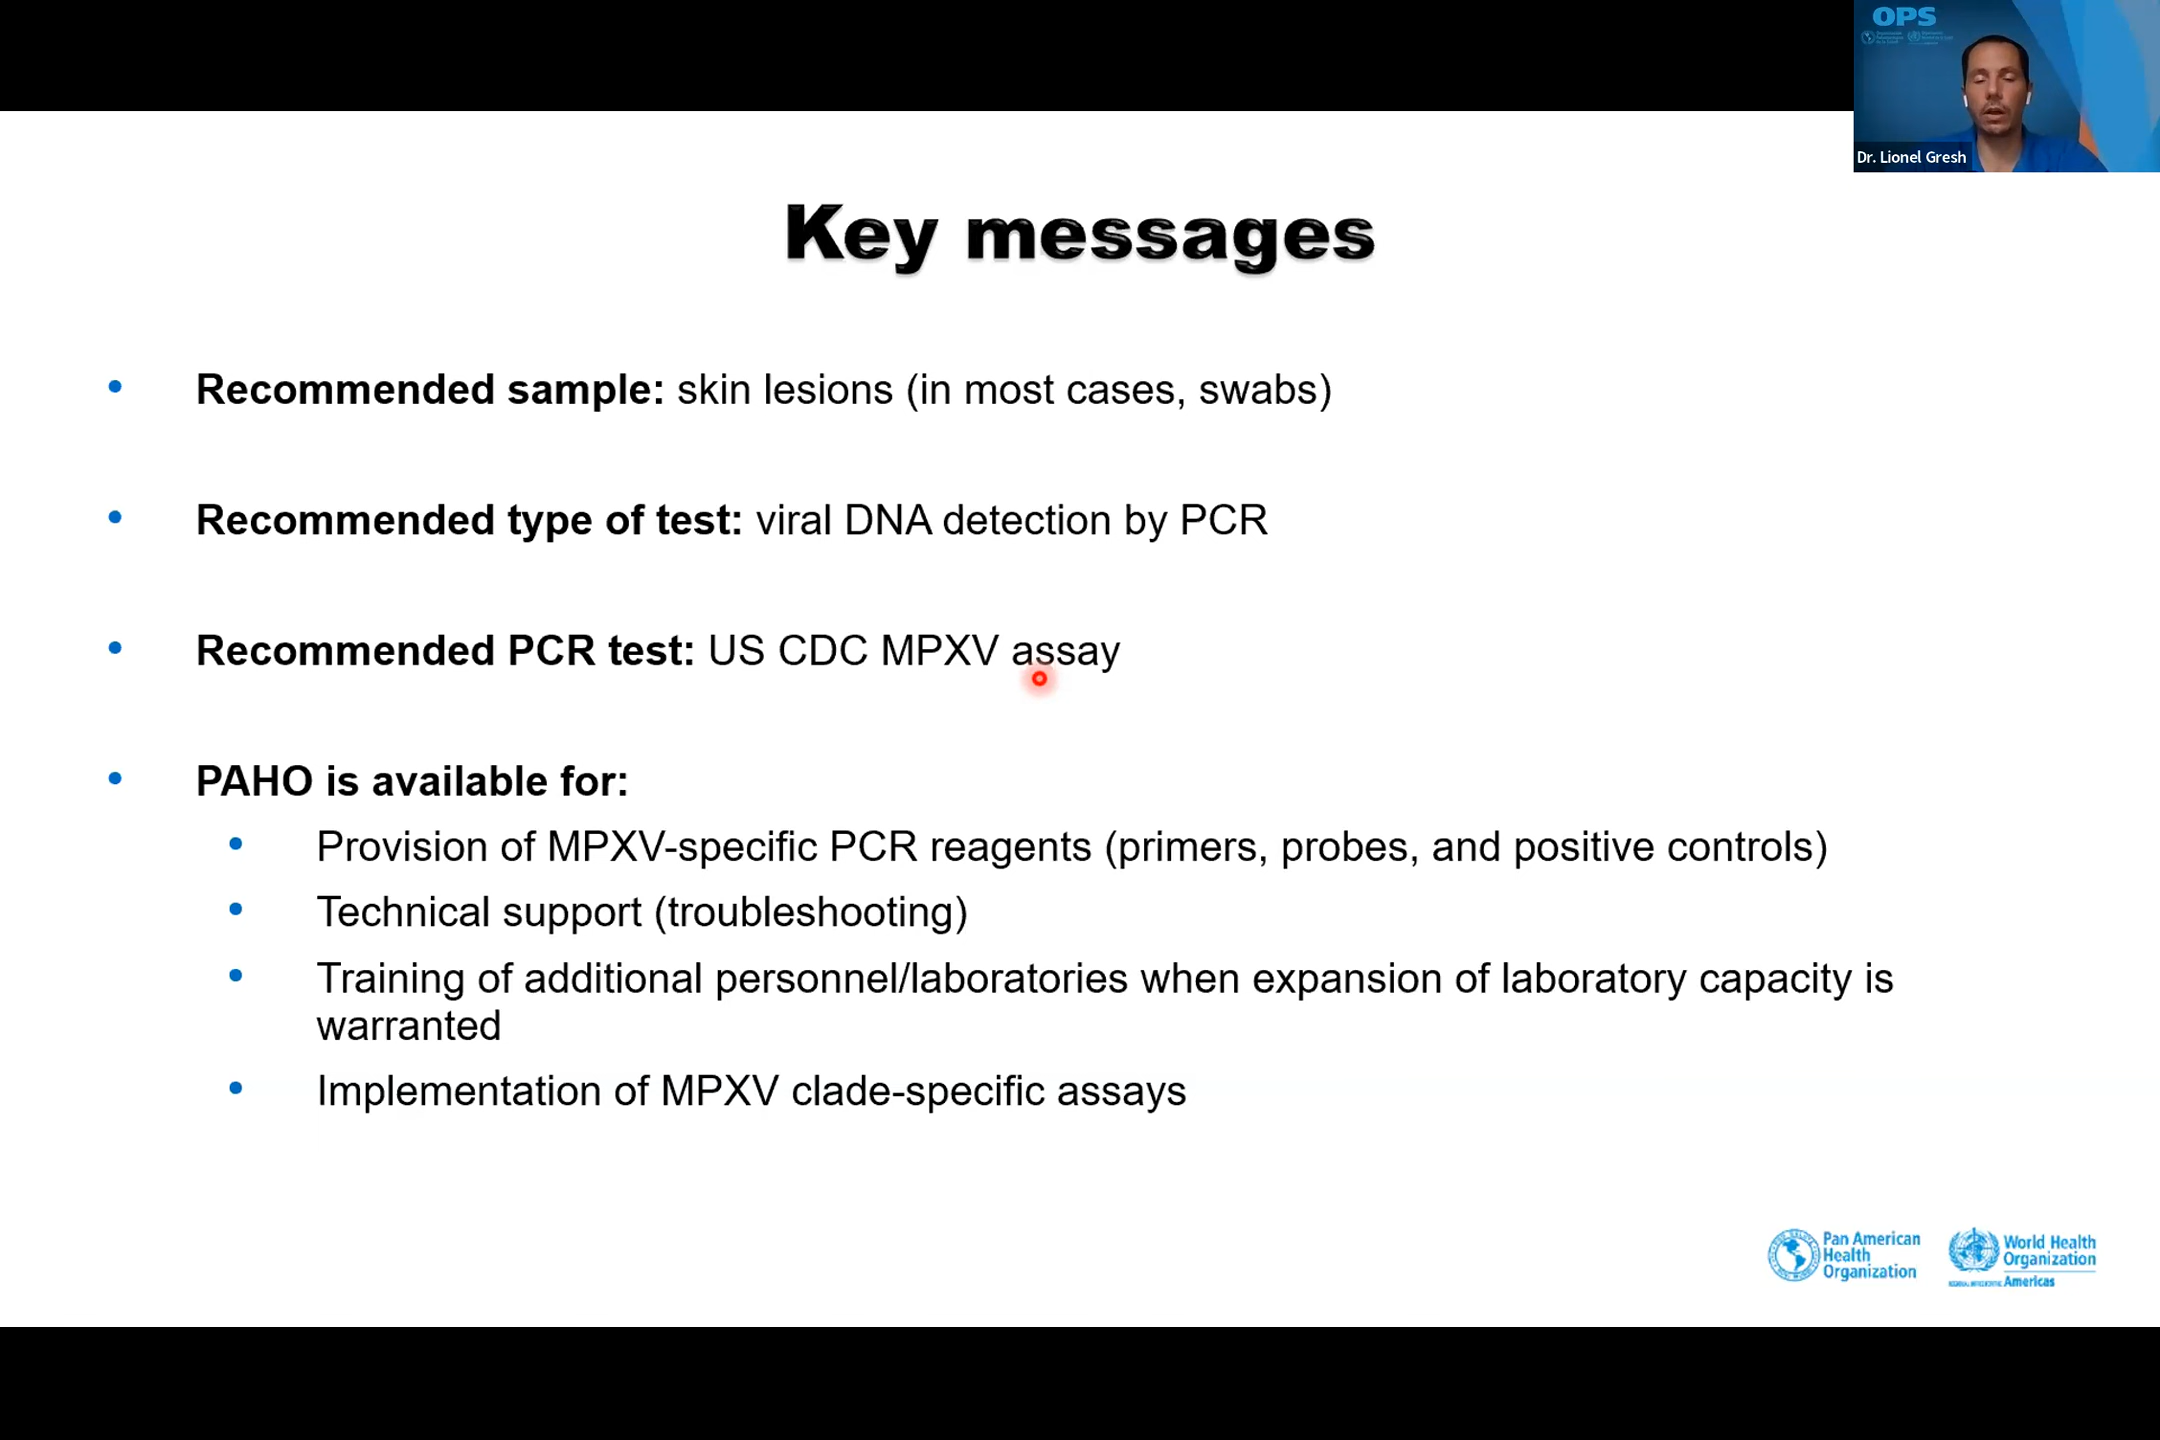 OPS
Dr. Lionel Gresh
Key messages
• Recommended sample: skin lesions (in most cases, swabs)
• Recommended type of test: viral DNA detection by PCR
• Recommended PCR test: US CDC MPXV assay
• PAHO is available for:
• Provision of MPXV-specific PCR reagents (primers, probes, and positive controls)
• Technical support (troubleshooting)
• Training of additional personnel/laboratories when expansion of laboratory capacity is
warranted
• Implementation of MPXV clade-specific assays
Pan American
Health
Organization
World Health
Organization
Americas